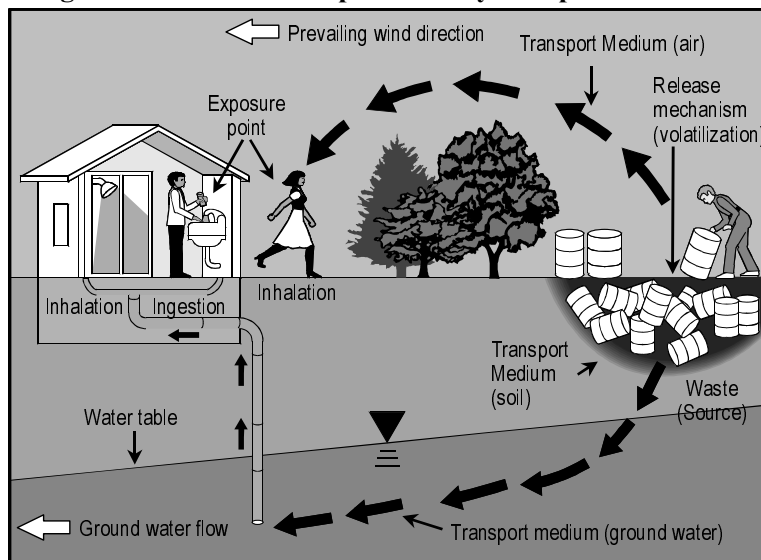 Prevailing wind direction
Transport Medium (air)
Exposure
point
Release
mechanism
(volatilization)
Inhalation
Ingestion
Inhalation
Transport
Medium
(soil)
Waste
(Source)
Water table
Ground water flow
Transport medium (ground water)